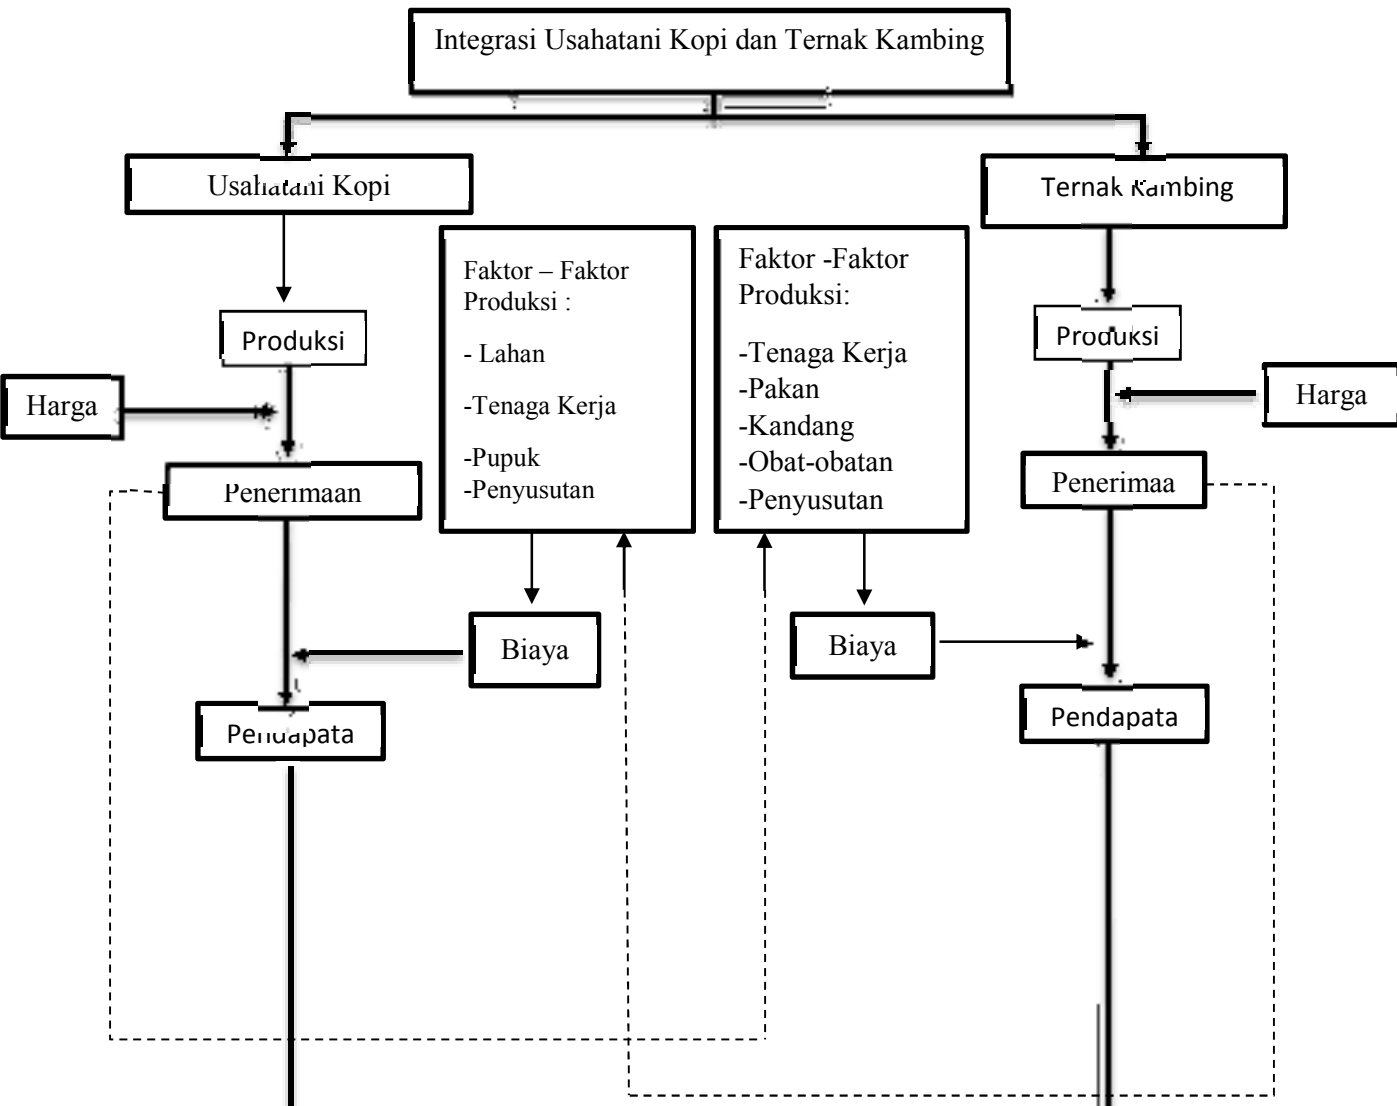 Integrasi Usahatani Kopi dan Ternak Kambing
Usahatani Kopi
Ternak Kambing
Faktor – Faktor
Produksi :
- Lahan
-Tenaga Kerja
-Pupuk
-Penyusutan
Faktor -Faktor
Produksi:
-Tenaga Kerja
-Pakan
-Kandang
-Obat-obatan
-Penyusutan
Produksi
Produksi
Harga
Harga
Penerimaan
Penerimaa
Biaya
Biaya
Pendapata
Pendapata